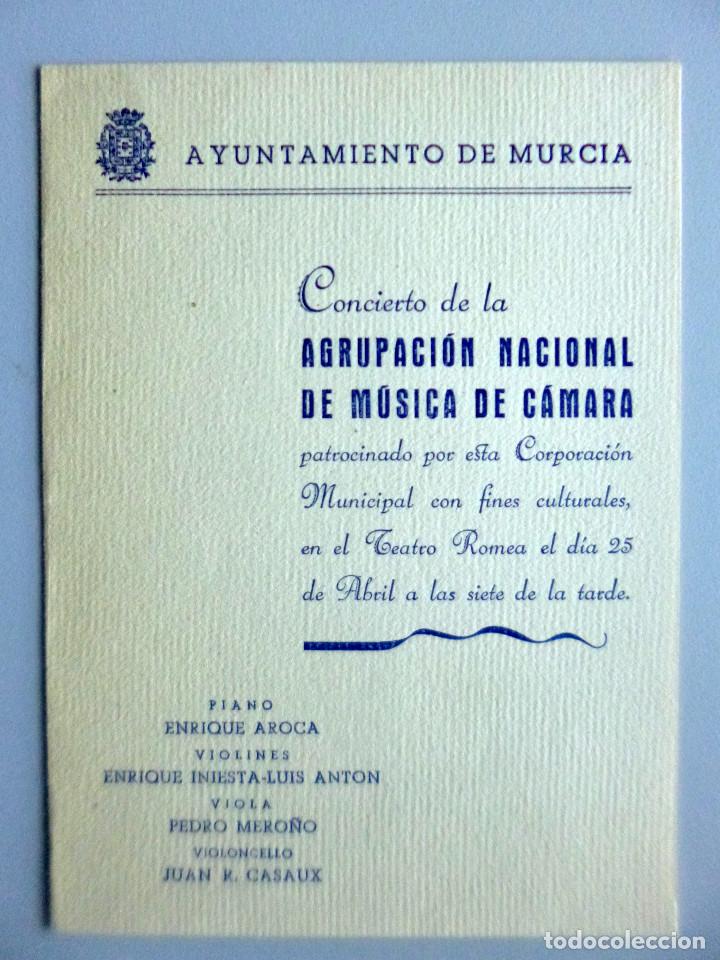 AYUNTAMIENTO DE MURCIA
Concierto de la
AGRUPACIÓN NACIONAL
DE MÚSICA DE CÁMARA
patrocinado por esta Corporación
Municipal con fines culturales,
en el Teatro Romea el día 25
de Abril a las siete de la tarde.
PIANO
ENRIQUE AROCA
VIOLINES
ENRIQUE INIESTA-LUIS ANTON
VIOLA
PEDRO MEROÑO
VIOLONCELLO
JUAN R. CASAUX
todocoleccion